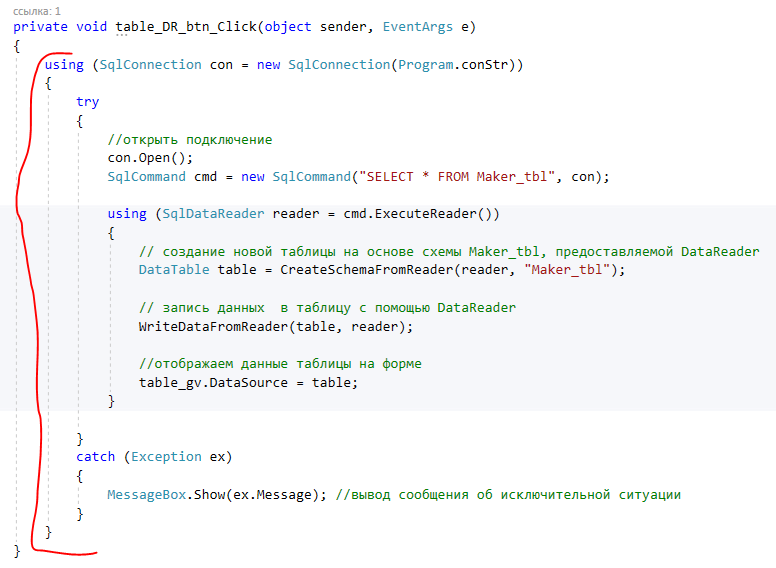 ссылка: 1
private void table_DR_btn_Click(object sender, EventArgs e)
{
using (SqlConnection con = new SqlConnection(Program.conStr))
{
try
{
//открыть подключение
con.Open();
SqlCommand cmd = new SqlCommand("SELECT * FROM Maker_tbl", con);
using (SqlDataReader reader = cmd.ExecuteReader())
{
// создание новой таблицы на основе схемы Maker_tbl, предоставляемой DataReader
DataTable table = CreateSchemaFromReader(reader, "Maker_tbl");
// запись данных  в таблицу с помощью DataReader
WriteDataFromReader(table, reader);
//отображаем данные таблицы на форме
table_gv.DataSource = table;
}
}
catch (Exception ex)
{
MessageBox.Show(ex.Message); //вывод сообщения об исключительной ситуации
}
}
}